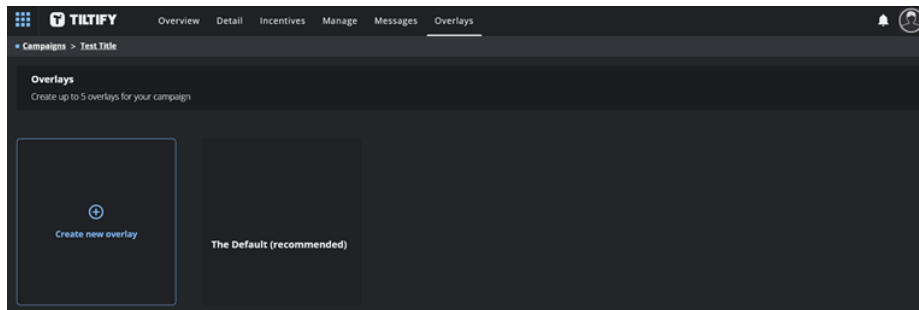 TILTIFY Overview Detail Incentives Manage Messages Overlays
Campaigns > Test Title
Overlays
Create up to 5 overlays for your campaign
Create new overlay
The Default (recommended)